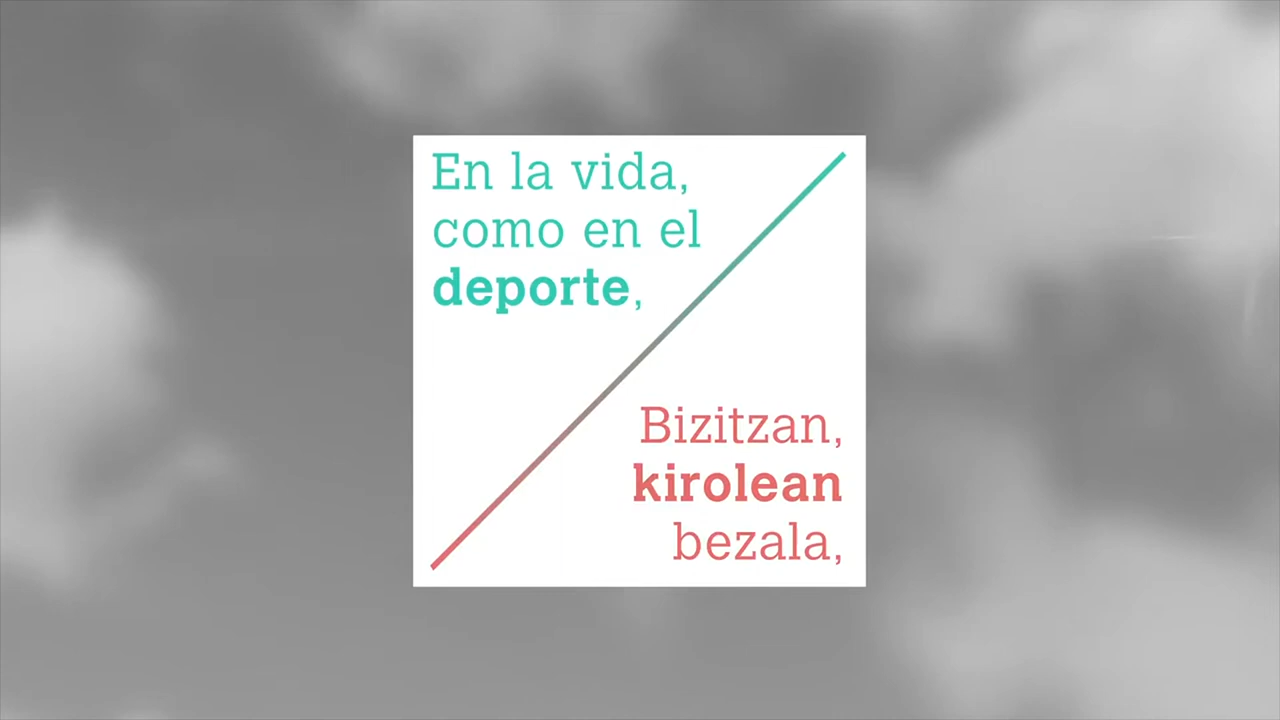 En la vida,
como en el
deporte,
Bizitzan,
kirolean
bezala,